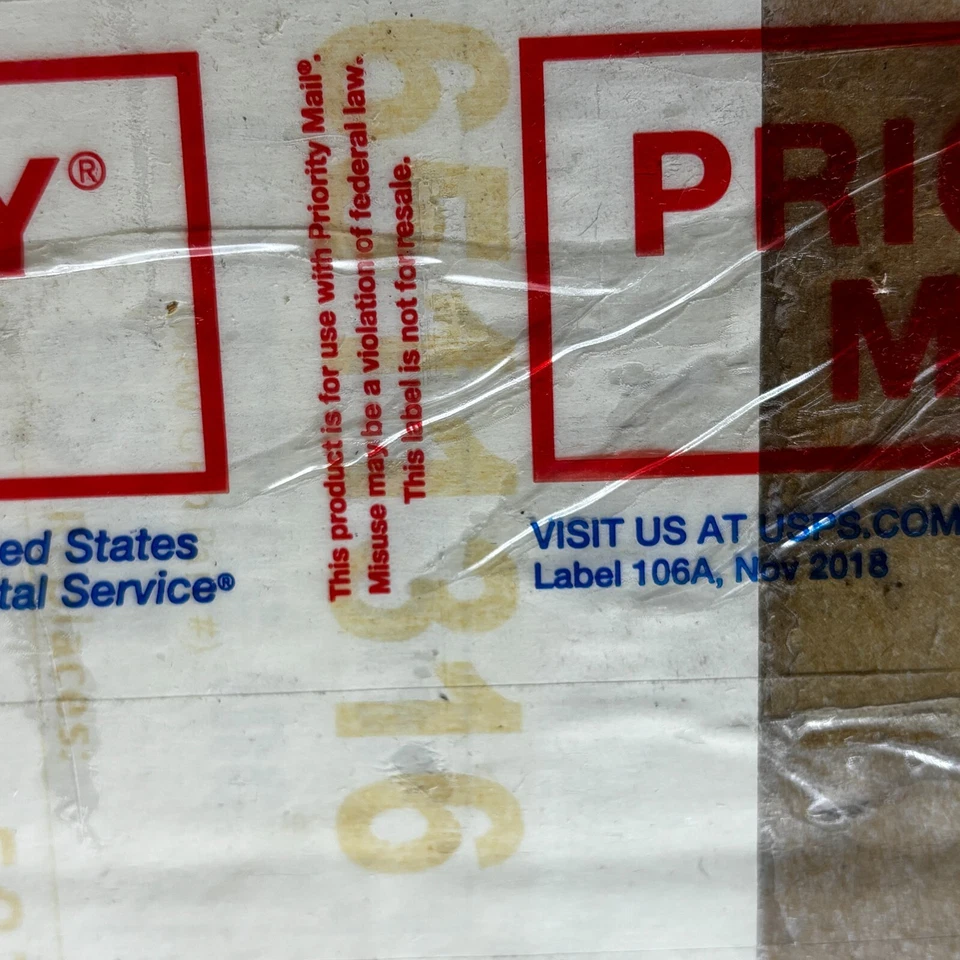 Y®
ed States
tal Service®
This product is for use with Priority Mail®.
Misuse may be a violation of federal law.
This label is not for resale.
PRIO
M
VISIT US AT USPS.COM
Label 106A, Nov 2018